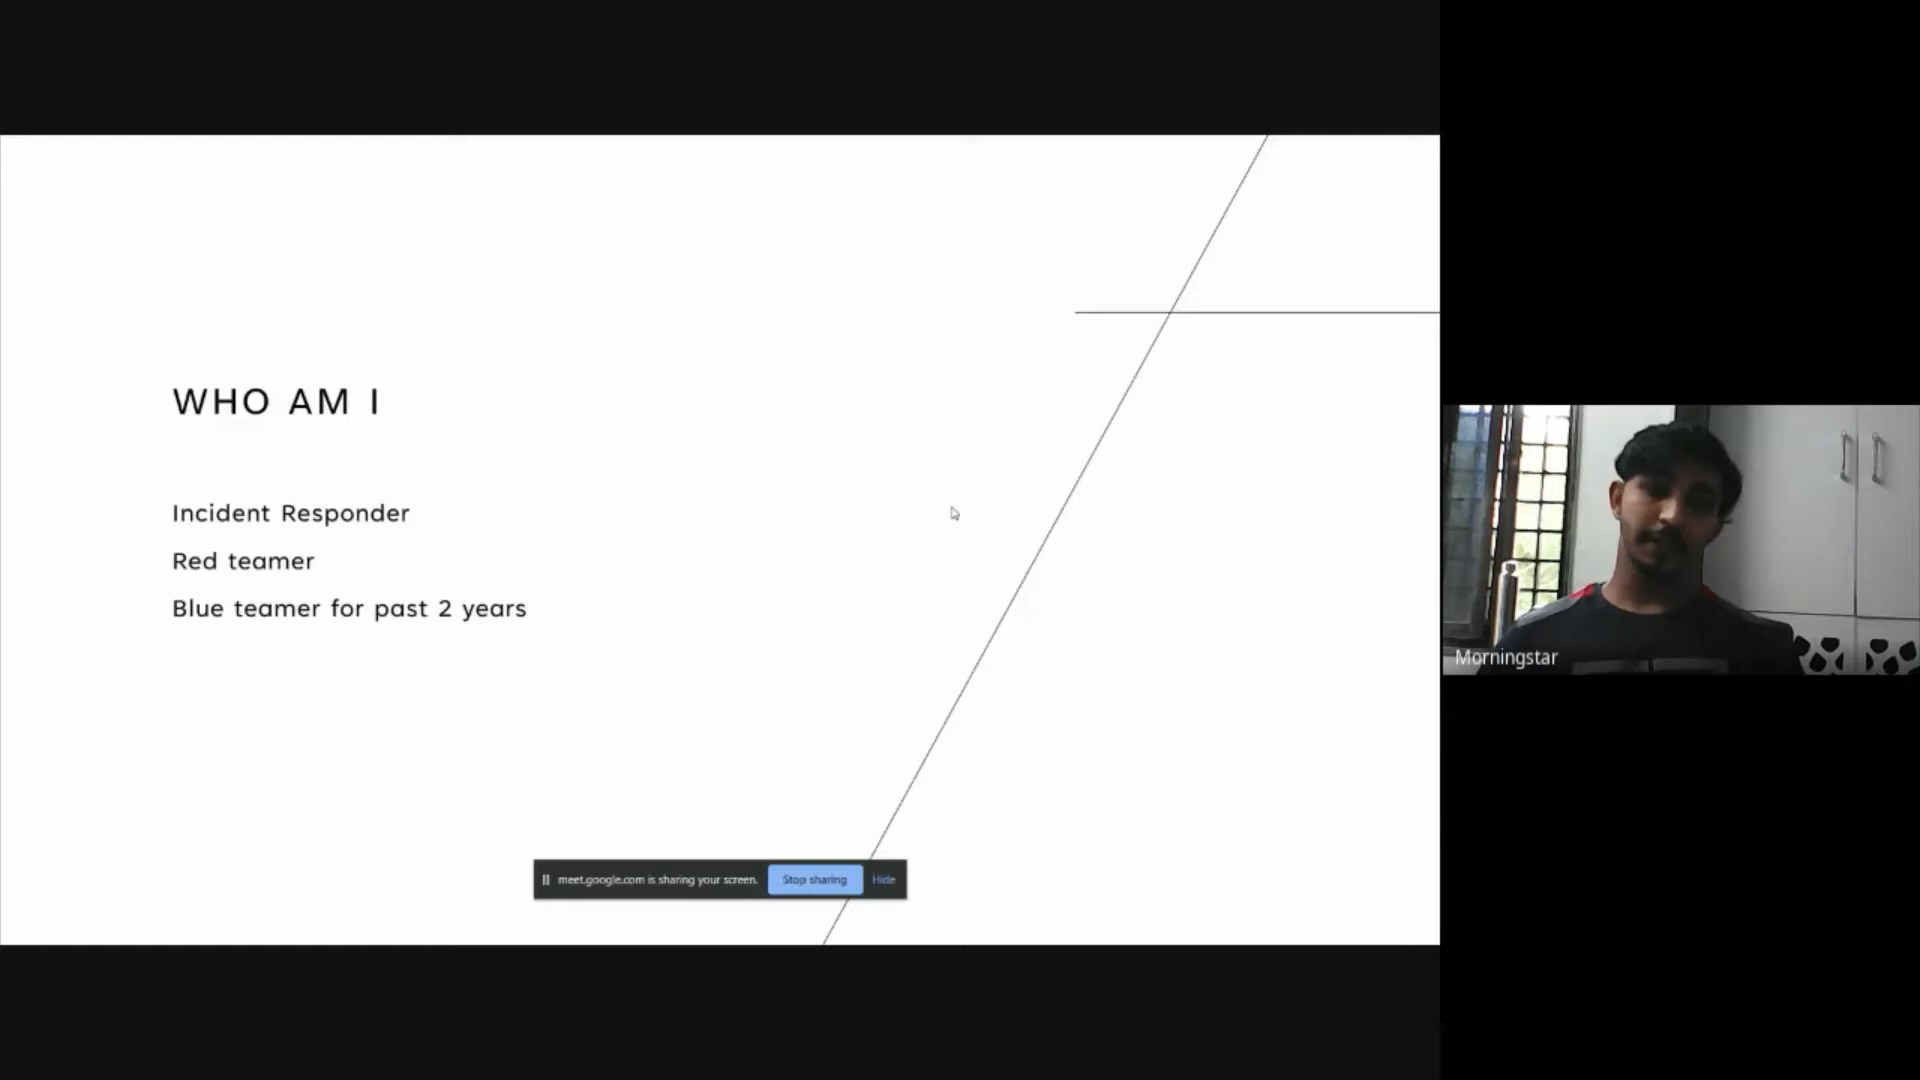 WHO AM I
Incident Responder
Red teamer
Blue teamer for past 2 years
Morningstar
meet.google.com is sharing your screen. Stop sharing Hide